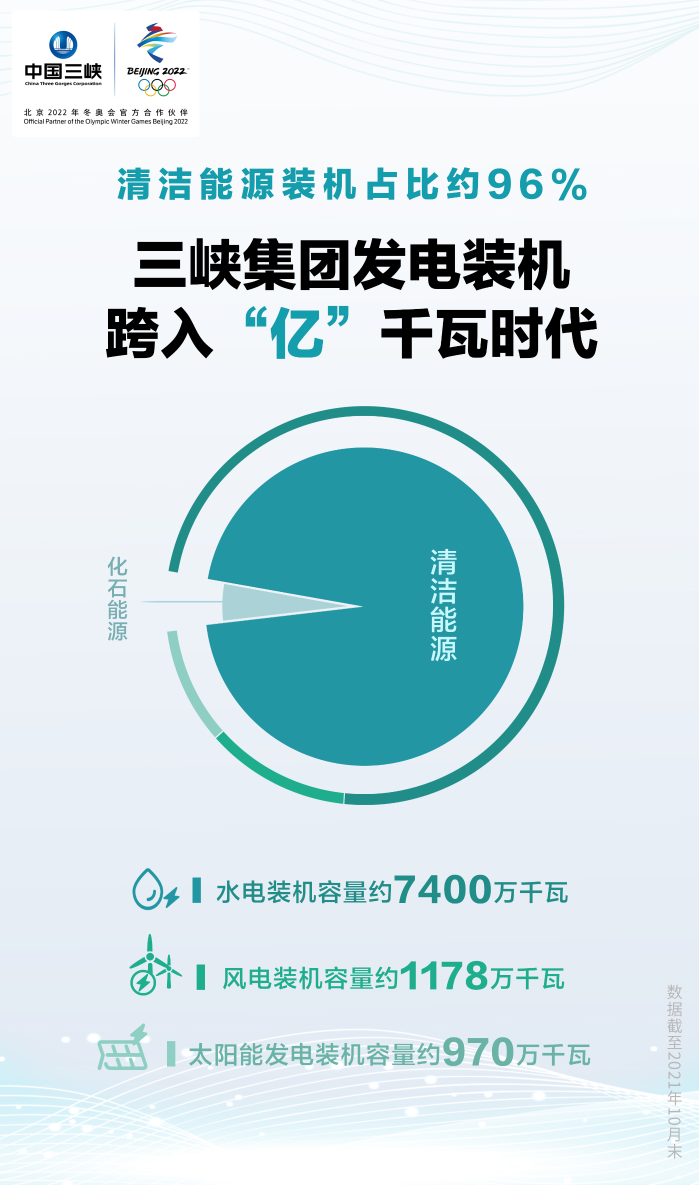 中国三峡
China Three Gorges Corporation
BEIJING 2022
北京2022年冬奥会官方合作伙伴
Official Partner of the Olympic Winter Games Beijing 2022
清洁能源装机占比约96%
三峡集团发电装机
跨入“亿”千瓦时代
化石能源
清洁能源
水电装机容量约7400万千瓦
风电装机容量约1178万千瓦
太阳能发电装机容量约970万千瓦
数据截至2021年10月末